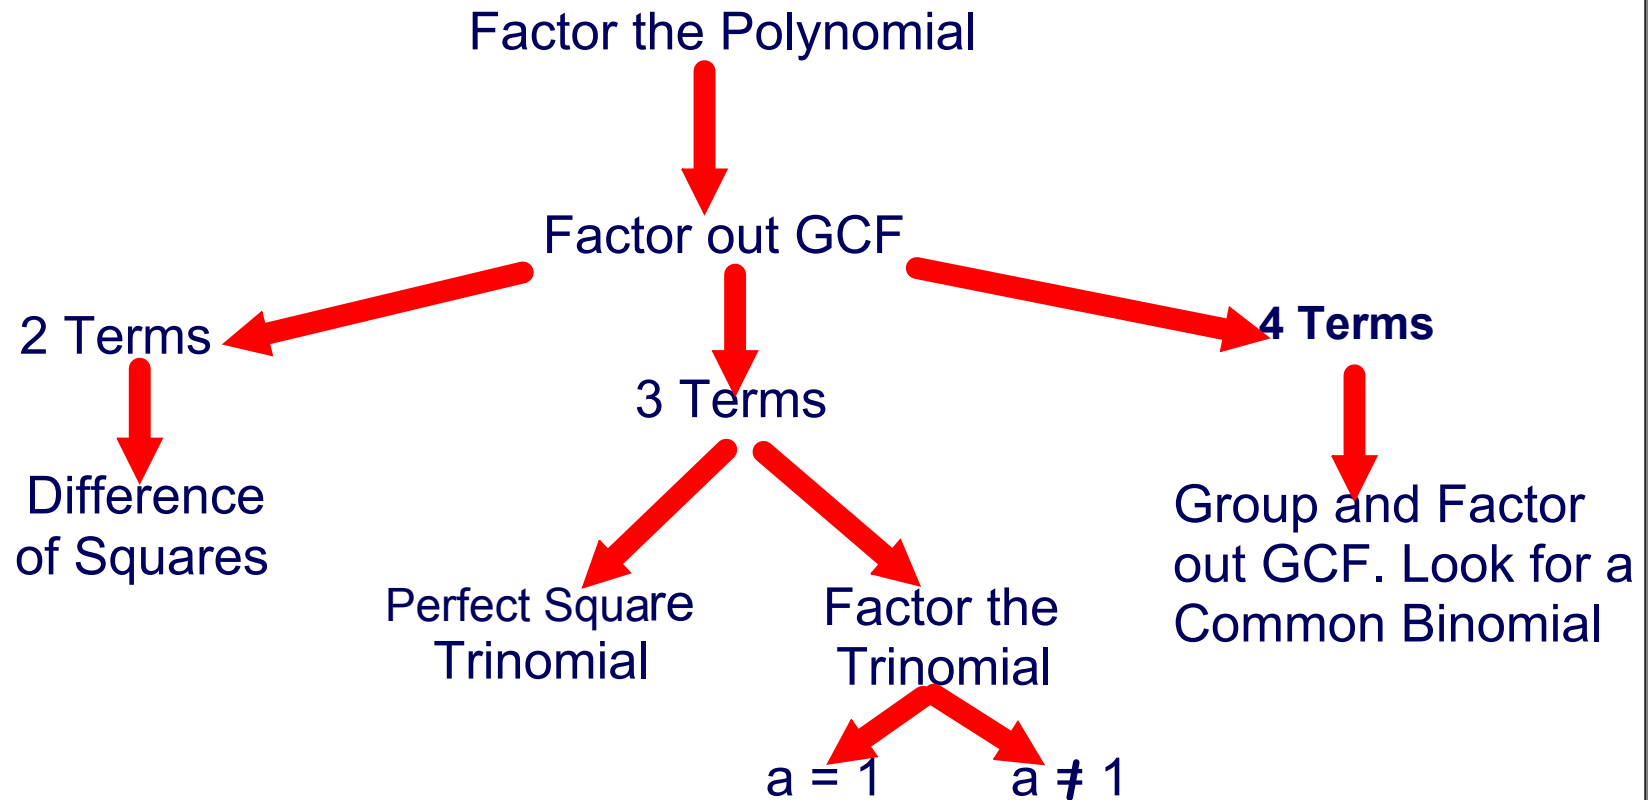 Factor the Polynomial
Factor out GCF
2 Terms
3 Terms
4 Terms
Difference
of Squares
Perfect Square
Trinomial
Factor the
Trinomial
Group and Factor
out GCF. Look for a
Common Binomial
a = 1
a ≠ 1